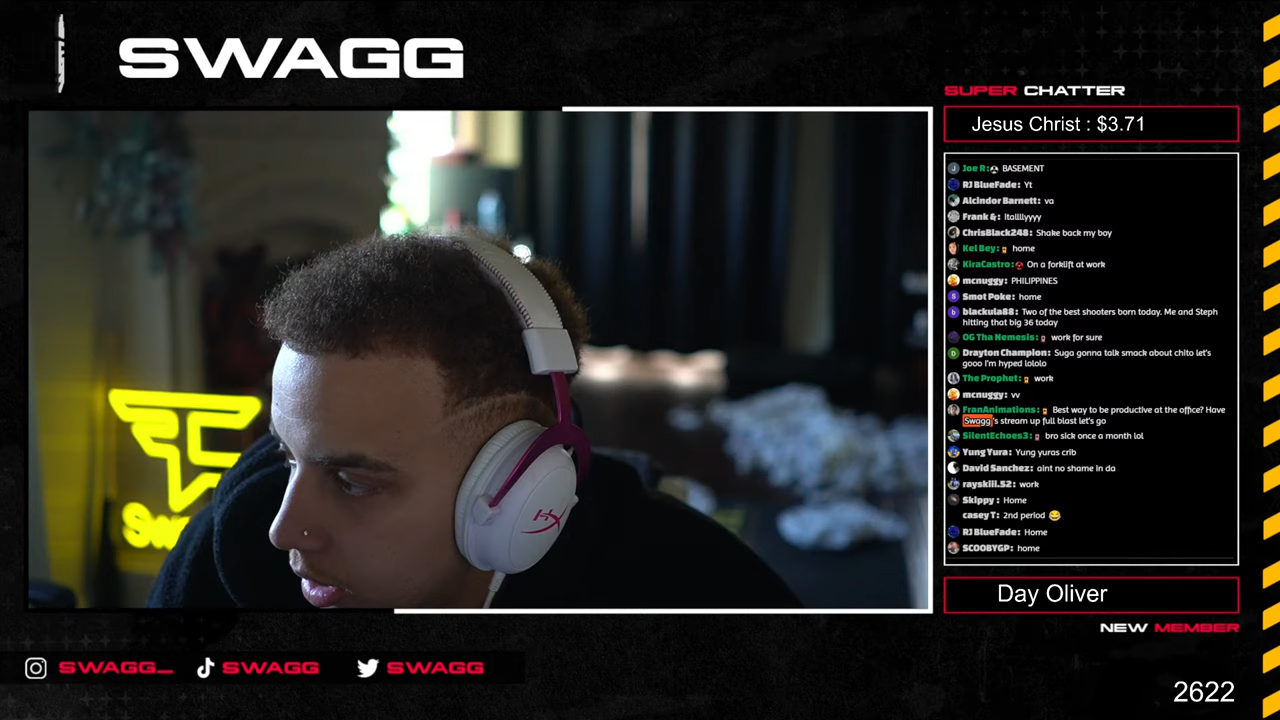 SWAGG
SUPER CHATTER
Jesus Christ : $3.71
Joe R: BASEMENT
RJ BlueFade: Yt
Alcindor Barnett: va
Frank &: itallllyyyy
ChrisBlack248: Shake back my boy
Kel Bey: home
KiraCastro: On a forklift at work
mcnuggy: PHILIPPINES
Smot Poke: home
blackula88: Two of the best shooters born today. Me and Steph
hitting that big 36 today
OG Tha Nemesis: work for sure
Drayton Champion: Suga gonna talk smack about chito let's
gooo I'm hyped lololo
The Prophet: work
mcnuggy: vv
FranAnimations: Best way to be productive at the office? Have
Swagg's stream up full blast let's go
SilentEchoes3: bro sick once a month lol
Yung Yura: Yung yuras crib
David Sanchez: aint no shame in da
rayskiii.52: work
Skippy: Home
casey T: 2nd period 😂
RJ BlueFade: Home
SCOOBYGP: home
Day Oliver
NEW MEMBER
SWAGG_ SWAGG SWAGG
2622